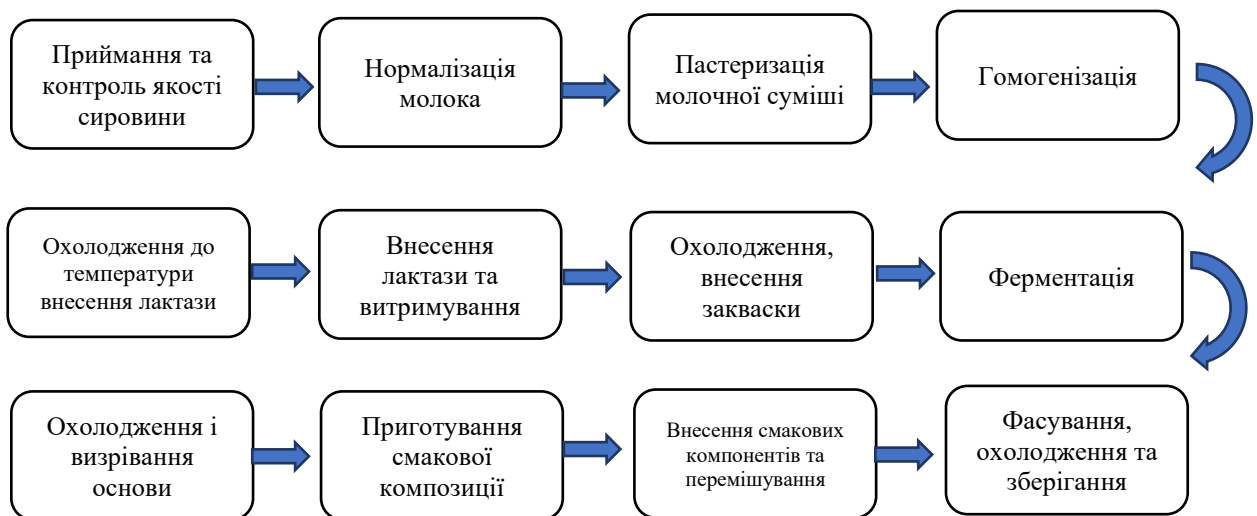 Приймання та
контроль якості
сировини
Нормалізація
молока
Пастеризація
молочної суміші
Гомогенізація
Охолодження до
температури
внесення лактази
Внесення
лактази та
витримування
Охолодження,
внесення
закваски
Ферментація
Охолодження і
визрівання
основи
Приготування
смакової
композиції
Внесення смакових
компонентів та
перемішування
Фасування,
охолодження та
зберігання